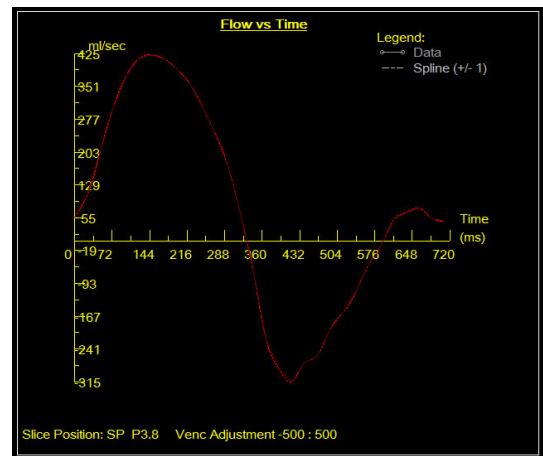 Flow vs Time
ml/sec
Legend:
Data
Spline (+/- 1)
425
351
277
203
129
55
-19
-93
-167
-241
-315
Time
(ms)
0 72 144 216 288 360 432 504 576 648 720
Slice Position: SP P3.8 Venc Adjustment -500 : 500